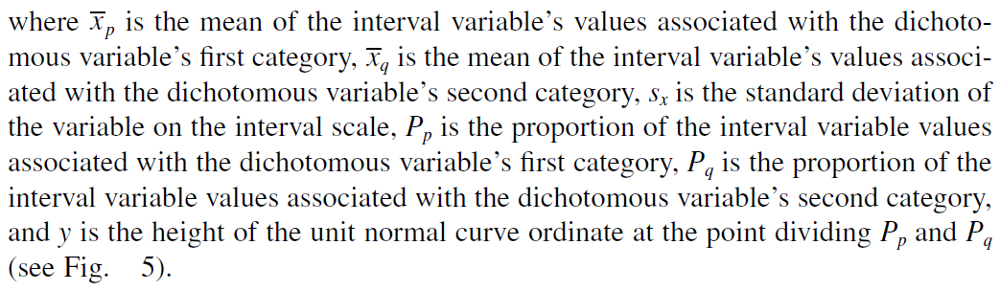 where x̄ₚ is the mean of the interval variable's values associated with the dichoto-
mous variable's first category, x̄_q is the mean of the interval variable's values associ-
ated with the dichotomous variable's second category, sₓ is the standard deviation of
the variable on the interval scale, Pₚ is the proportion of the interval variable values
associated with the dichotomous variable's first category, P_q is the proportion of the
interval variable values associated with the dichotomous variable's second category,
and y is the height of the unit normal curve ordinate at the point dividing Pₚ and P_q
(see Fig. 5).